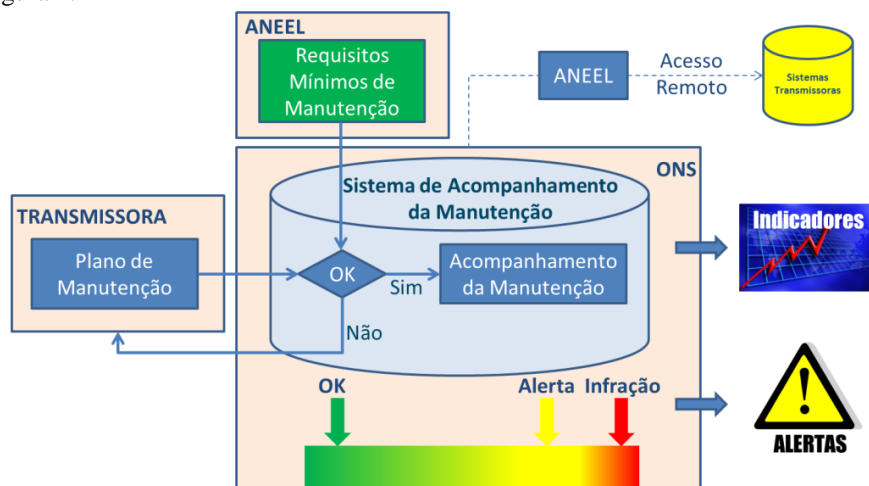 ANEEL
Requisitos
Mínimos de
Manutenção
ANEEL
Acesso
Remoto
Sistemas
Transmissoras
ONS
Sistema de Acompanhamento
da Manutenção
TRANSMISSORA
Plano de
Manutenção
OK
Sim
Acompanhamento
da Manutenção
Não
Indicadores
OK
Alerta
Infração
ALERTAS